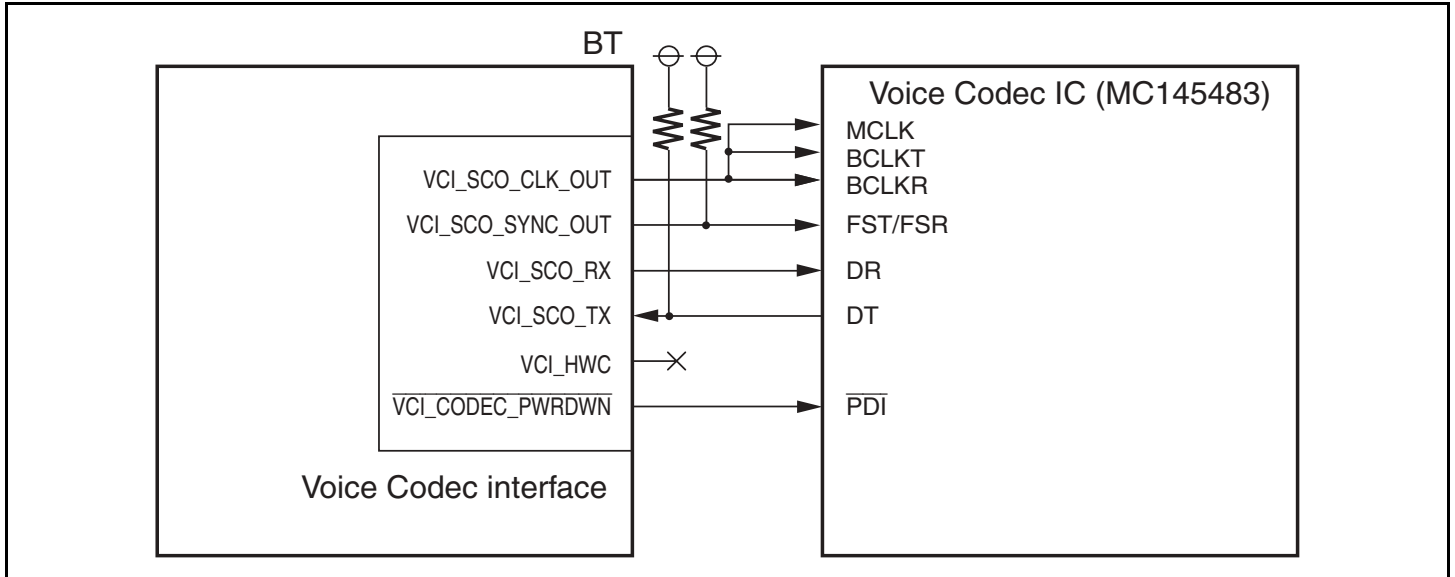 BT
Voice Codec IC (MC145483)
MCLK
BCLKT
VCI_SCO_CLK_OUT
BCLKR
VCI_SCO_SYNC_OUT
FST/FSR
VCI_SCO_RX
DR
VCI_SCO_TX
DT
VCI_HWC
VCI_CODEC_PWRDWN
PDI
Voice Codec interface